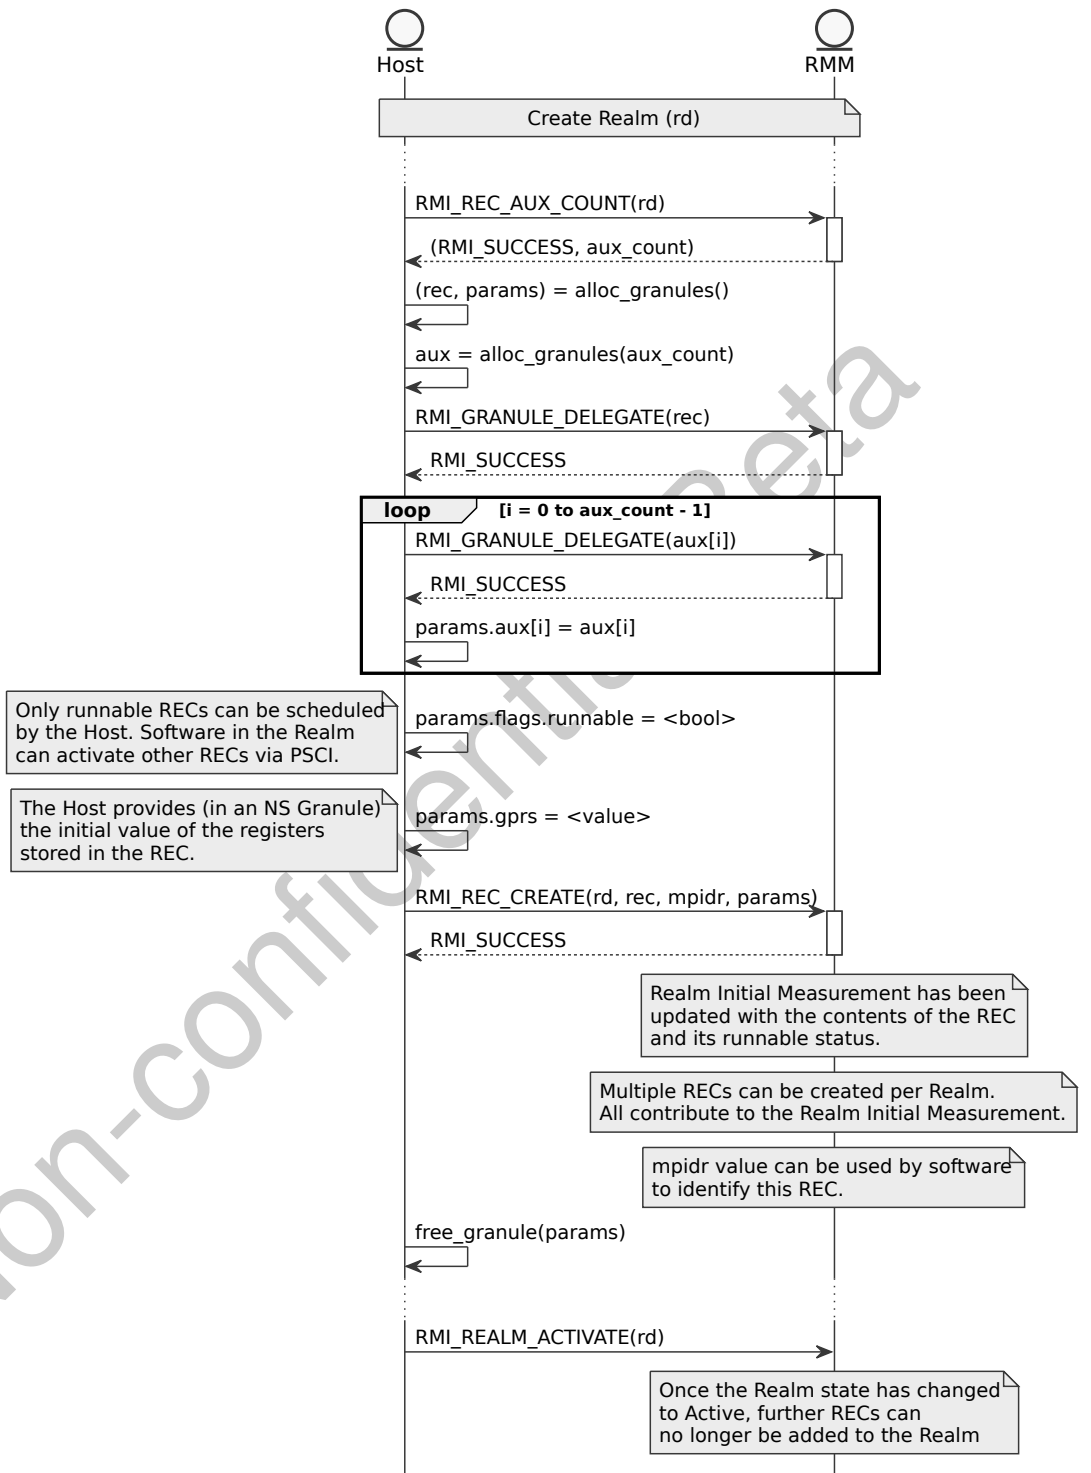 Host
RMM
Create Realm (rd)
RMI_REC_AUX_COUNT(rd)
(RMI_SUCCESS, aux_count)
(rec, params) = alloc_granules()
aux = alloc_granules(aux_count)
RMI_GRANULE_DELEGATE(rec)
RMI_SUCCESS
loop
[i = 0 to aux_count - 1]
RMI_GRANULE_DELEGATE(aux[i])
RMI_SUCCESS
params.aux[i] = aux[i]
Only runnable RECs can be scheduled
by the Host. Software in the Realm
can activate other RECs via PSCI.
params.flags.runnable = <bool>
The Host provides (in an NS Granule)
the initial value of the registers
stored in the REC.
params.gprs = <value>
RMI_REC_CREATE(rd, rec, mpidr, params)
RMI_SUCCESS
Realm Initial Measurement has been
updated with the contents of the REC
and its runnable status.
Multiple RECs can be created per Realm.
All contribute to the Realm Initial Measurement.
mpidr value can be used by software
to identify this REC.
free_granule(params)
RMI_REALM_ACTIVATE(rd)
Once the Realm state has changed
to Active, further RECs can
no longer be added to the Realm
on-confidential Beta